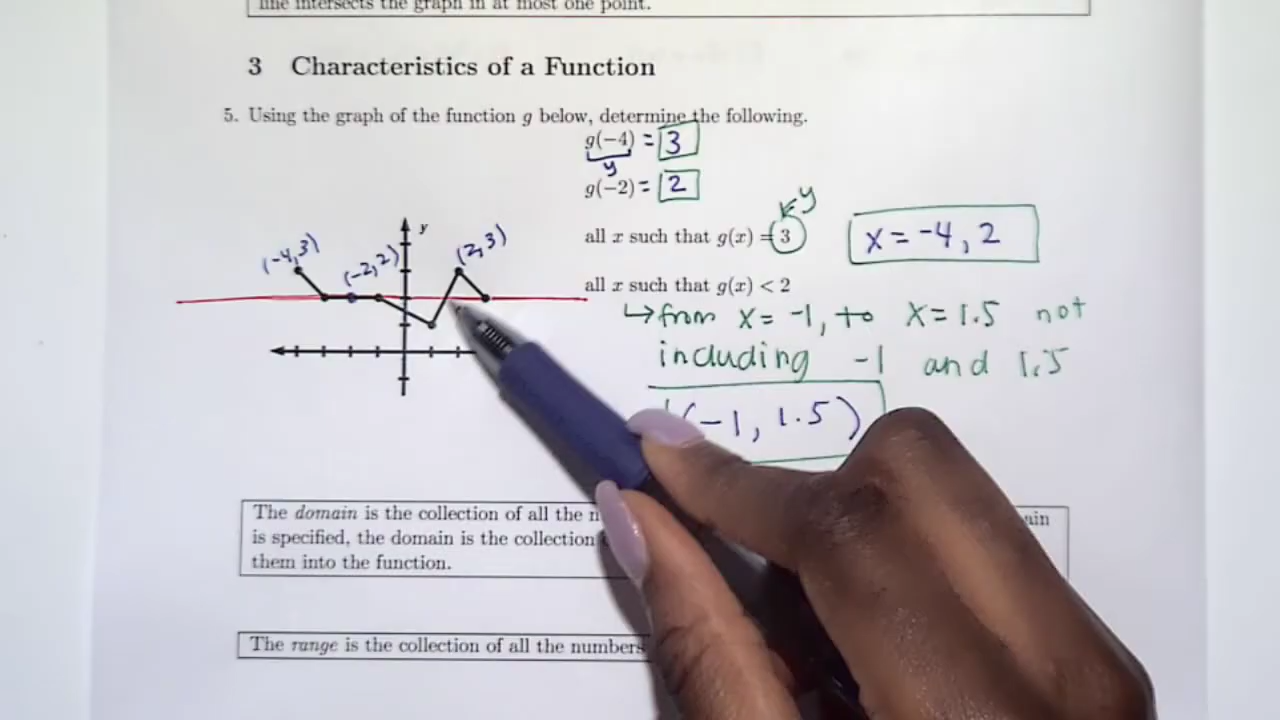 line intersects the graph in at most one point.
3 Characteristics of a Function
5. Using the graph of the function g below, determine the following.
g(−4) = 3
y
g(−2) = 2
y
all x such that g(x) = 3
x = -4, 2
y
(-4,3)
(-2,2)
(2,3)
all x such that g(x) < 2
↳from x = -1, to x = 1.5 not
including -1 and 1.5
(-1, 1.5)
The domain is the collection of all the
is specified, the domain is the collection
them into the function.
The range is the collection of all the numbers